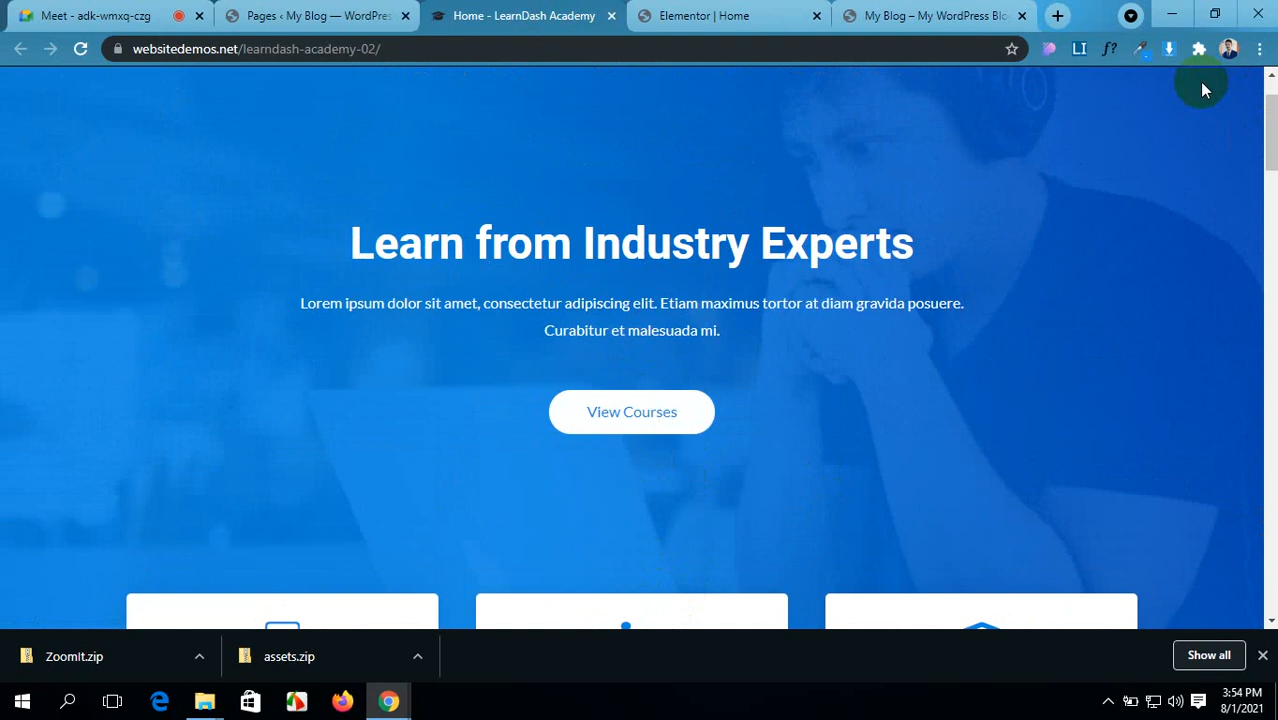 Meet - adk-wmxq-czg
Pages ‹ My Blog — WordPres
Home - LearnDash Academy
Elementor | Home
My Blog – My WordPress Blo
websitedemos.net/learndash-academy-02/
LI
f?
Learn from Industry Experts
Lorem ipsum dolor sit amet, consectetur adipiscing elit. Etiam maximus tortor at diam gravida posuere.
Curabitur et malesuada mi.
View Courses
ZoomIt.zip
assets.zip
Show all
3:54 PM
8/1/2021